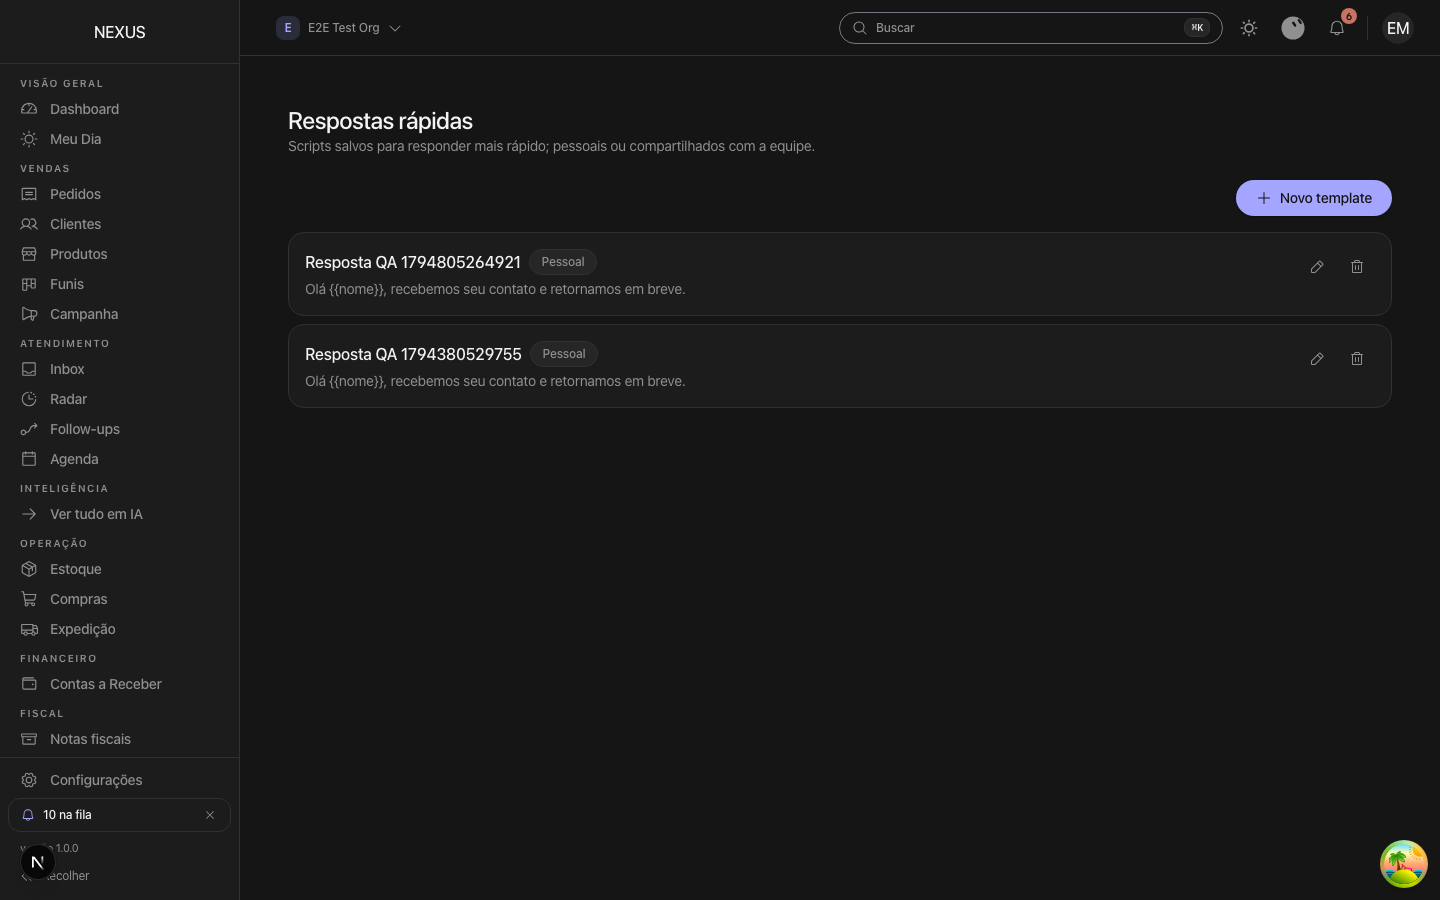 NEXUS
E
E2E Test Org
Buscar
⌘K
6
EM
VISÃO GERAL
Dashboard
Meu Dia
VENDAS
Pedidos
Clientes
Produtos
Funis
Campanha
ATENDIMENTO
Inbox
Radar
Follow-ups
Agenda
INTELIGÊNCIA
Ver tudo em IA
OPERAÇÃO
Estoque
Compras
Expedição
FINANCEIRO
Contas a Receber
FISCAL
Notas fiscais
Configurações
10 na fila
1.0.0
N
Respostas rápidas
Scripts salvos para responder mais rápido; pessoais ou compartilhados com a equipe.
Novo template
Resposta QA 1794805264921 Pessoal
Olá {{nome}}, recebemos seu contato e retornamos em breve.
Resposta QA 1794380529755 Pessoal
Olá {{nome}}, recebemos seu contato e retornamos em breve.